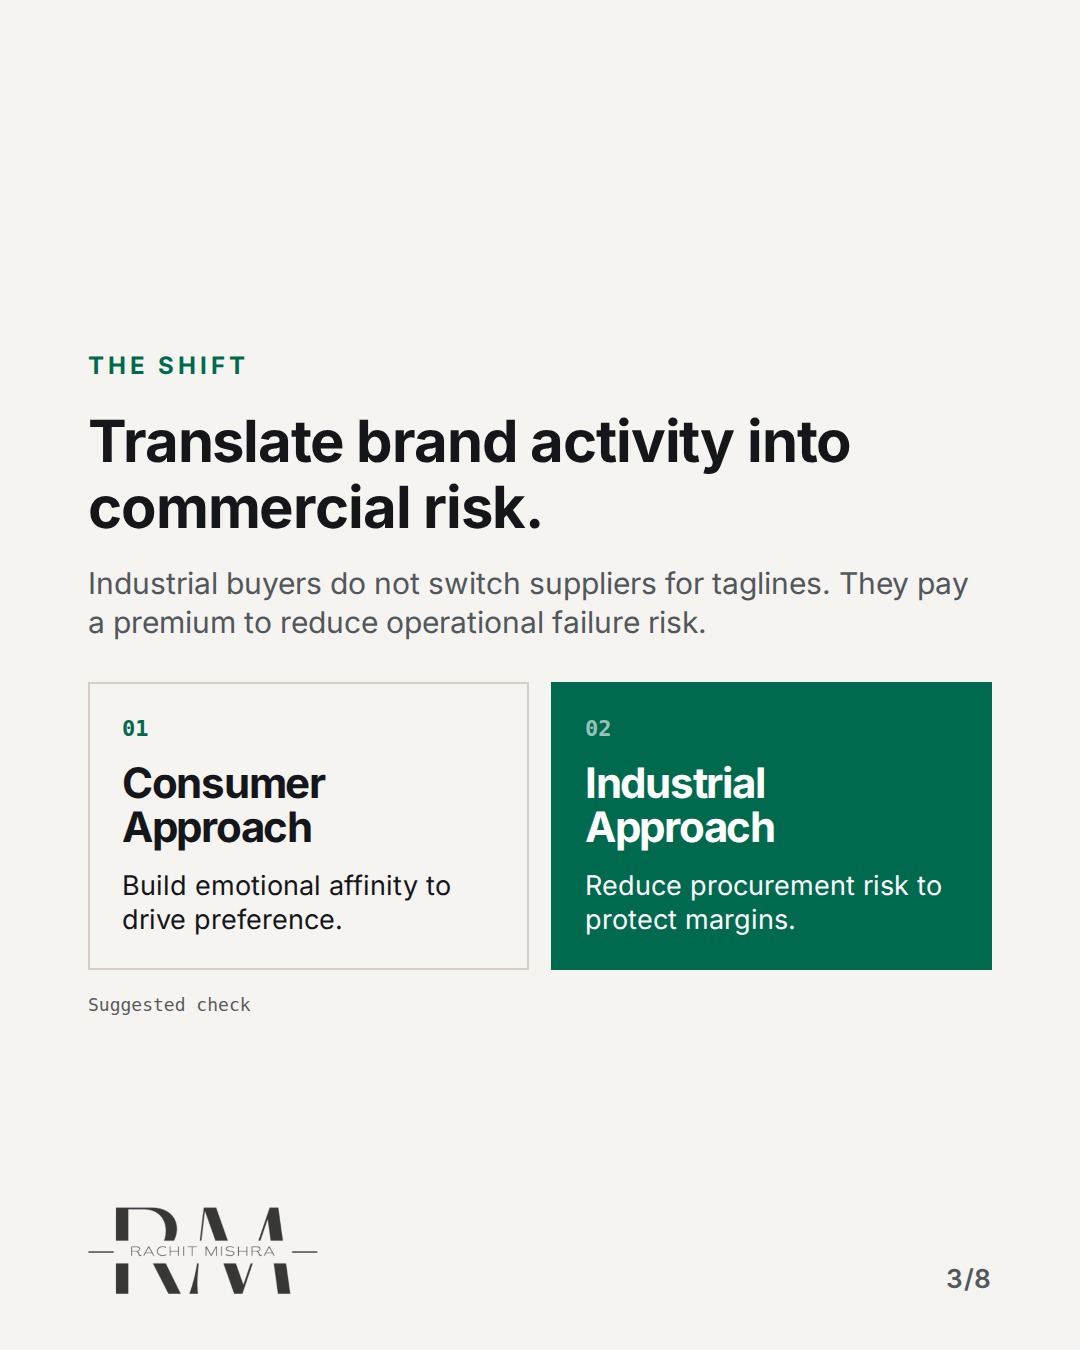 THE SHIFT
Translate brand activity into
commercial risk.
Industrial buyers do not switch suppliers for taglines. They pay
a premium to reduce operational failure risk.
01
Consumer
Approach
Build emotional affinity to
drive preference.
02
Industrial
Approach
Reduce procurement risk to
protect margins.
Suggested check
RM
RACHIT MISHRA
3/8